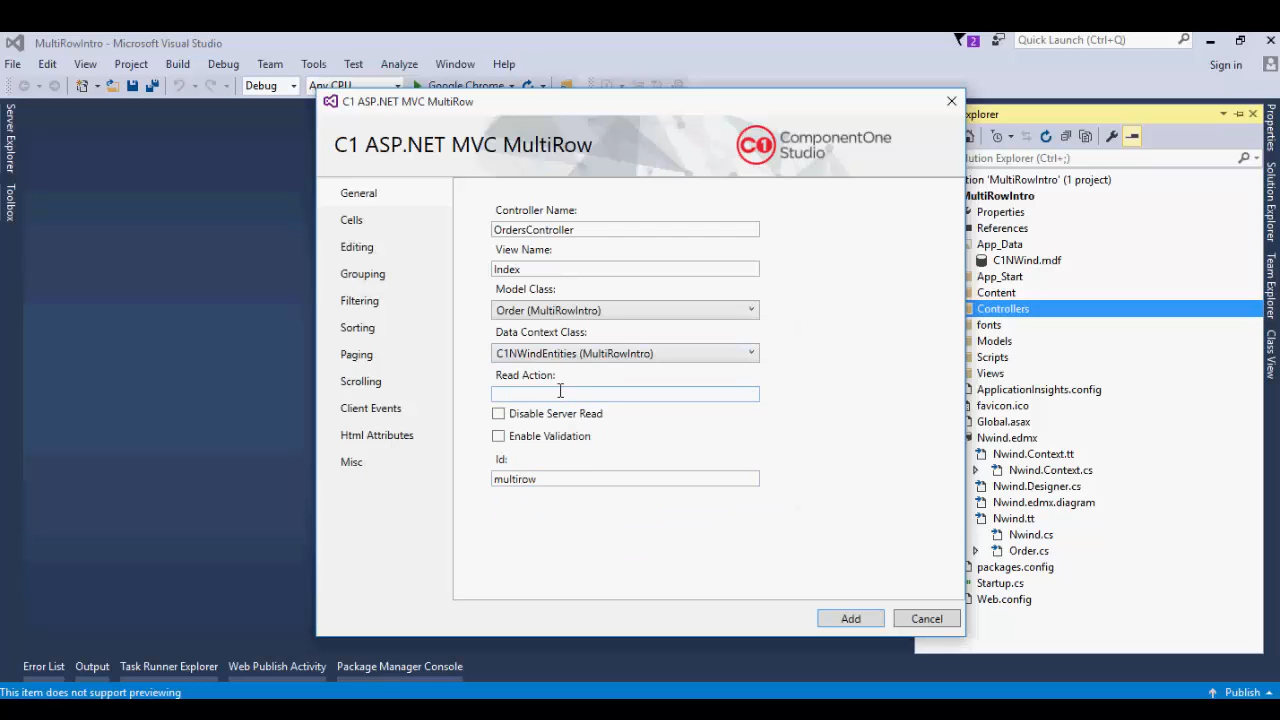 MultiRowIntro - Microsoft Visual Studio
2
Quick Launch (Ctrl+Q)
File Edit View Project Build Debug Team Tools Test Analyze Window Help
Sign in
Debug Any CPU Google Chrome
C1 ASP.NET MVC MultiRow
C1 ASP.NET MVC MultiRow
C1 ComponentOne
Studio
General
Cells
Editing
Grouping
Filtering
Sorting
Paging
Scrolling
Client Events
Html Attributes
Misc
Controller Name:
OrdersController
View Name:
Index
Model Class:
Order (MultiRowIntro)
Data Context Class:
C1NWindEntities (MultiRowIntro)
Read Action:
Disable Server Read
Enable Validation
Id:
multirow
Add Cancel
Server Explorer
Toolbox
xplorer
ution Explorer (Ctrl+;)
tion 'MultiRowIntro' (1 project)
MultiRowIntro
Properties
References
App_Data
C1NWind.mdf
App_Start
Content
Controllers
fonts
Models
Scripts
Views
ApplicationInsights.config
favicon.ico
Global.asax
Nwind.edmx
Nwind.Context.tt
Nwind.Context.cs
Nwind.Designer.cs
Nwind.edmx.diagram
Nwind.tt
Nwind.cs
Order.cs
packages.config
Startup.cs
Web.config
Properties
Solution Explorer
Team Explorer
Class View
Error List Output Task Runner Explorer Web Publish Activity Package Manager Console
This item does not support previewing
Publish